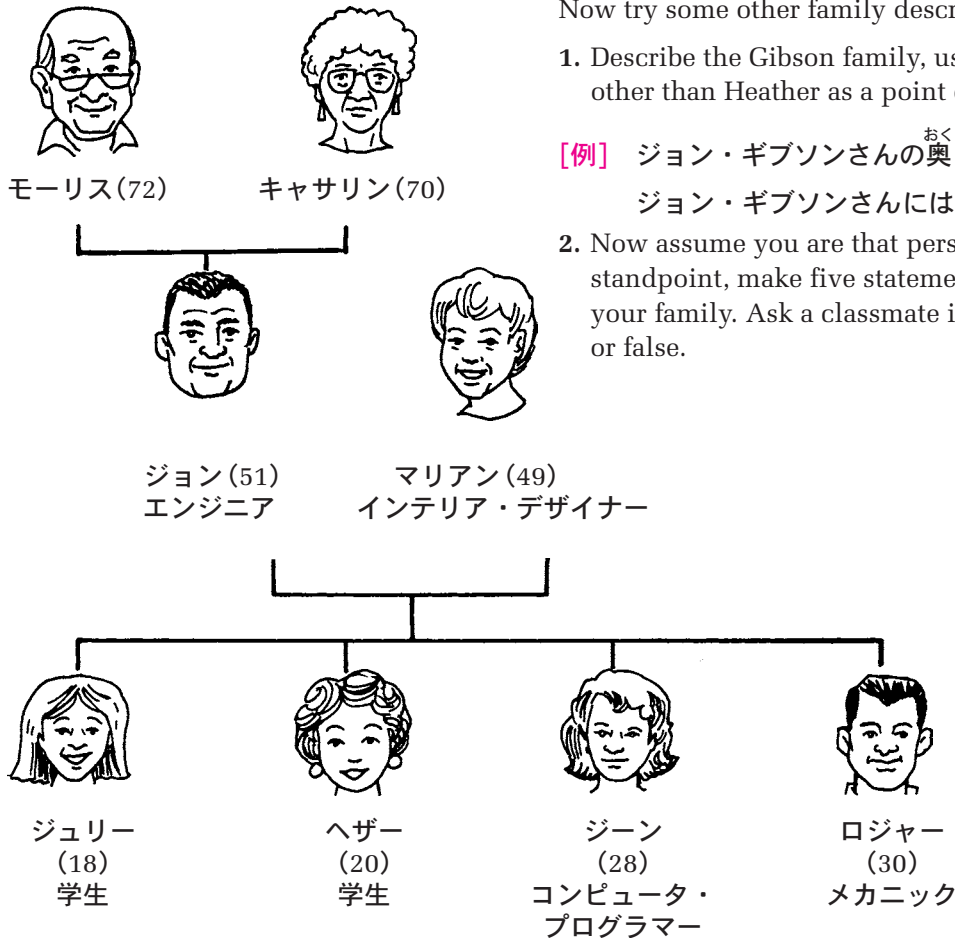 Now try some other family descr
1. Describe the Gibson family, us
other than Heather as a point
[例] ジョン・ギブソンさんの奥
おく
ジョン・ギブソンさんには
2. Now assume you are that pers
standpoint, make five stateme
your family. Ask a classmate i
or false.
モーリス(72)
キャサリン(70)
ジョン(51)
エンジニア
マリアン(49)
インテリア・デザイナー
ジュリー
(18)
学生
ヘザー
(20)
学生
ジーン
(28)
コンピュータ・
プログラマー
ロジャー
(30)
メカニック